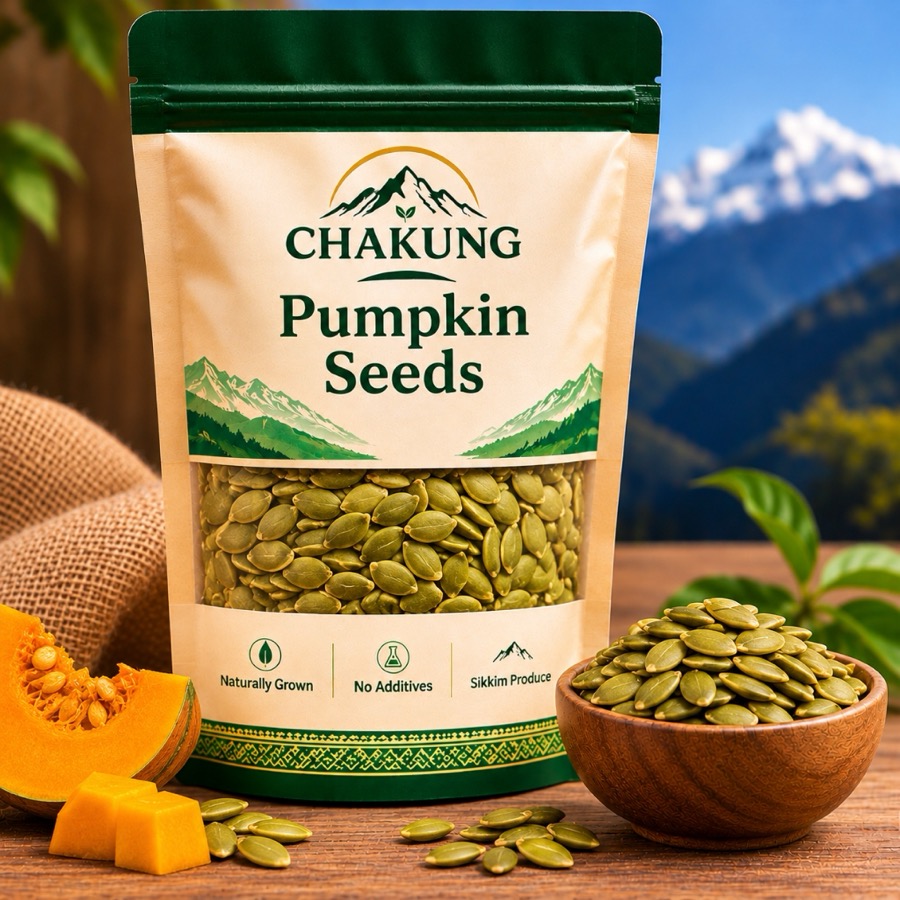 CHAKUNG
Pumpkin
Seeds
Naturally Grown
No Additives
Sikkim Produce